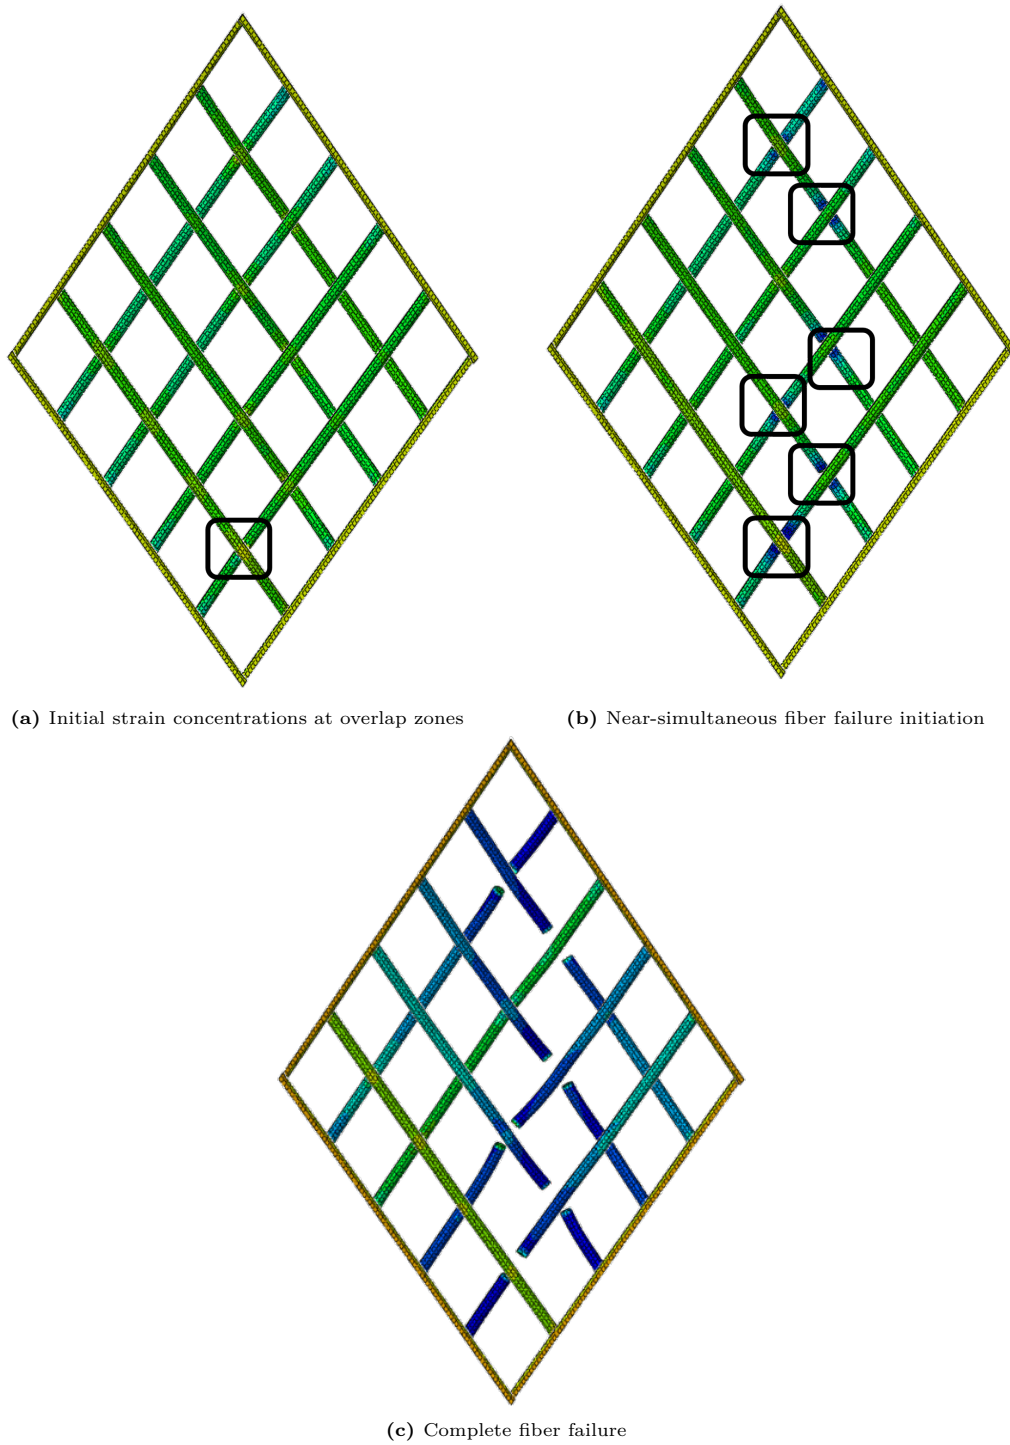 (a) Initial strain concentrations at overlap zones
(b) Near-simultaneous fiber failure initiation
(c) Complete fiber failure